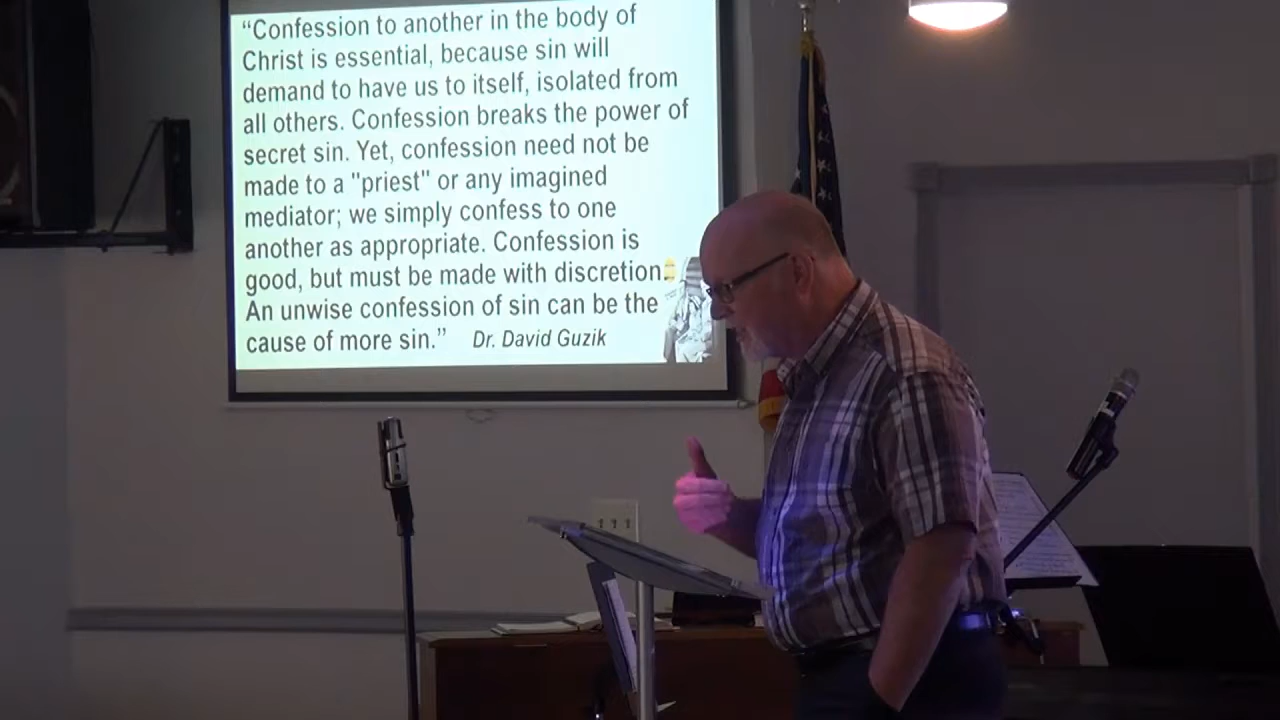 “Confession to another in the body of
Christ is essential, because sin will
demand to have us to itself, isolated from
all others. Confession breaks the power of
secret sin. Yet, confession need not be
made to a "priest" or any imagined
mediator; we simply confess to one
another as appropriate. Confession is
good, but must be made with discretion.
An unwise confession of sin can be the
cause of more sin.” Dr. David Guzik